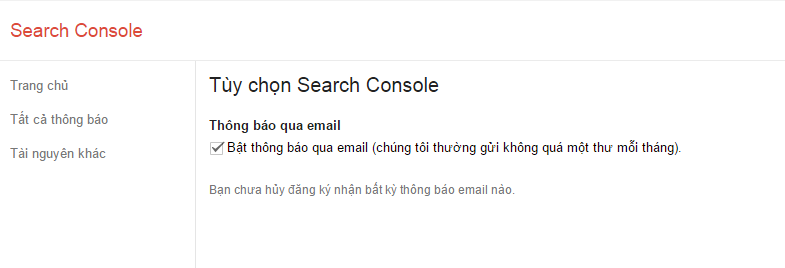 Search Console
Trang chủ
Tất cả thông báo
Tài nguyên khác
Tùy chọn Search Console
Thông báo qua email
Bật thông báo qua email (chúng tôi thường gửi không quá một thư mỗi tháng).
Bạn chưa hủy đăng ký nhận bất kỳ thông báo email nào.